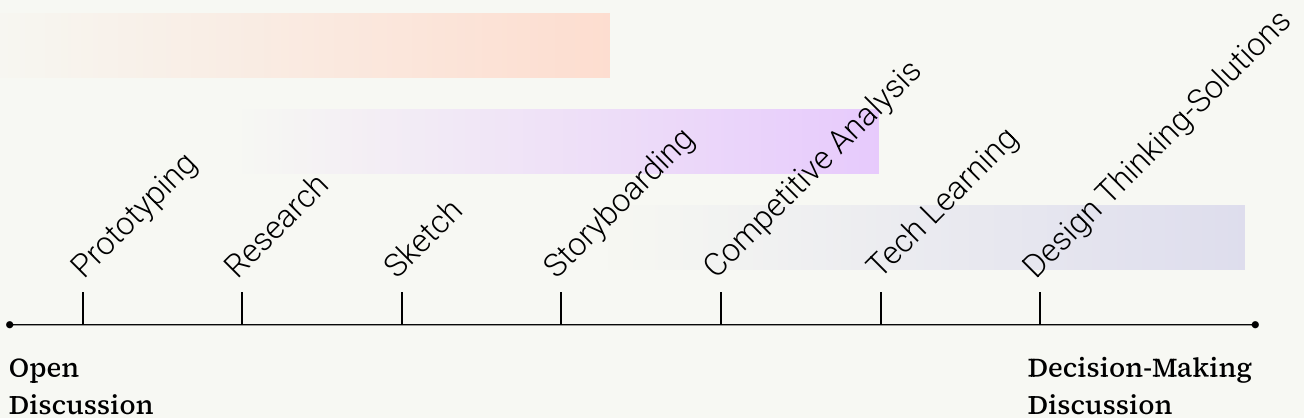 Prototyping
Research
Sketch
Storyboarding
Competitive Analysis
Tech Learning
Design Thinking-Solutions
Open
Discussion
Decision-Making
Discussion